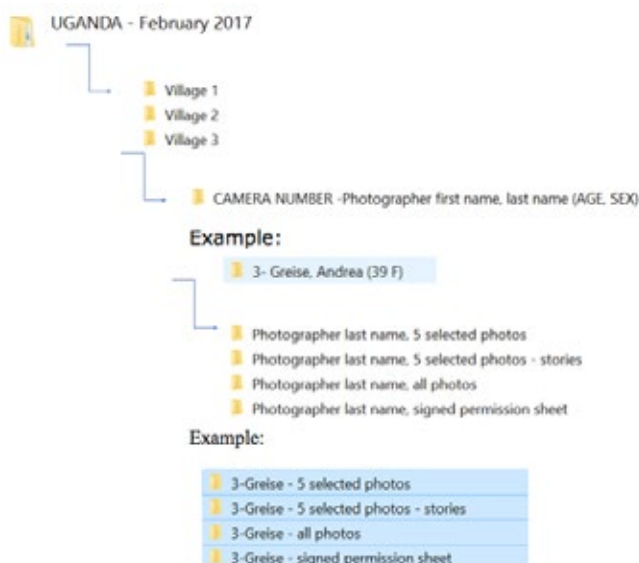 UGANDA - February 2017
Village 1
Village 2
Village 3
CAMERA NUMBER -Photographer first name, last name (AGE, SEX)
Example:
3- Greise, Andrea (39 F)
Photographer last name, 5 selected photos
Photographer last name, 5 selected photos - stories
Photographer last name, all photos
Photographer last name, signed permission sheet
Example:
3-Greise - 5 selected photos
3-Greise - 5 selected photos - stories
3-Greise - all photos
3-Greise - signed permission sheet